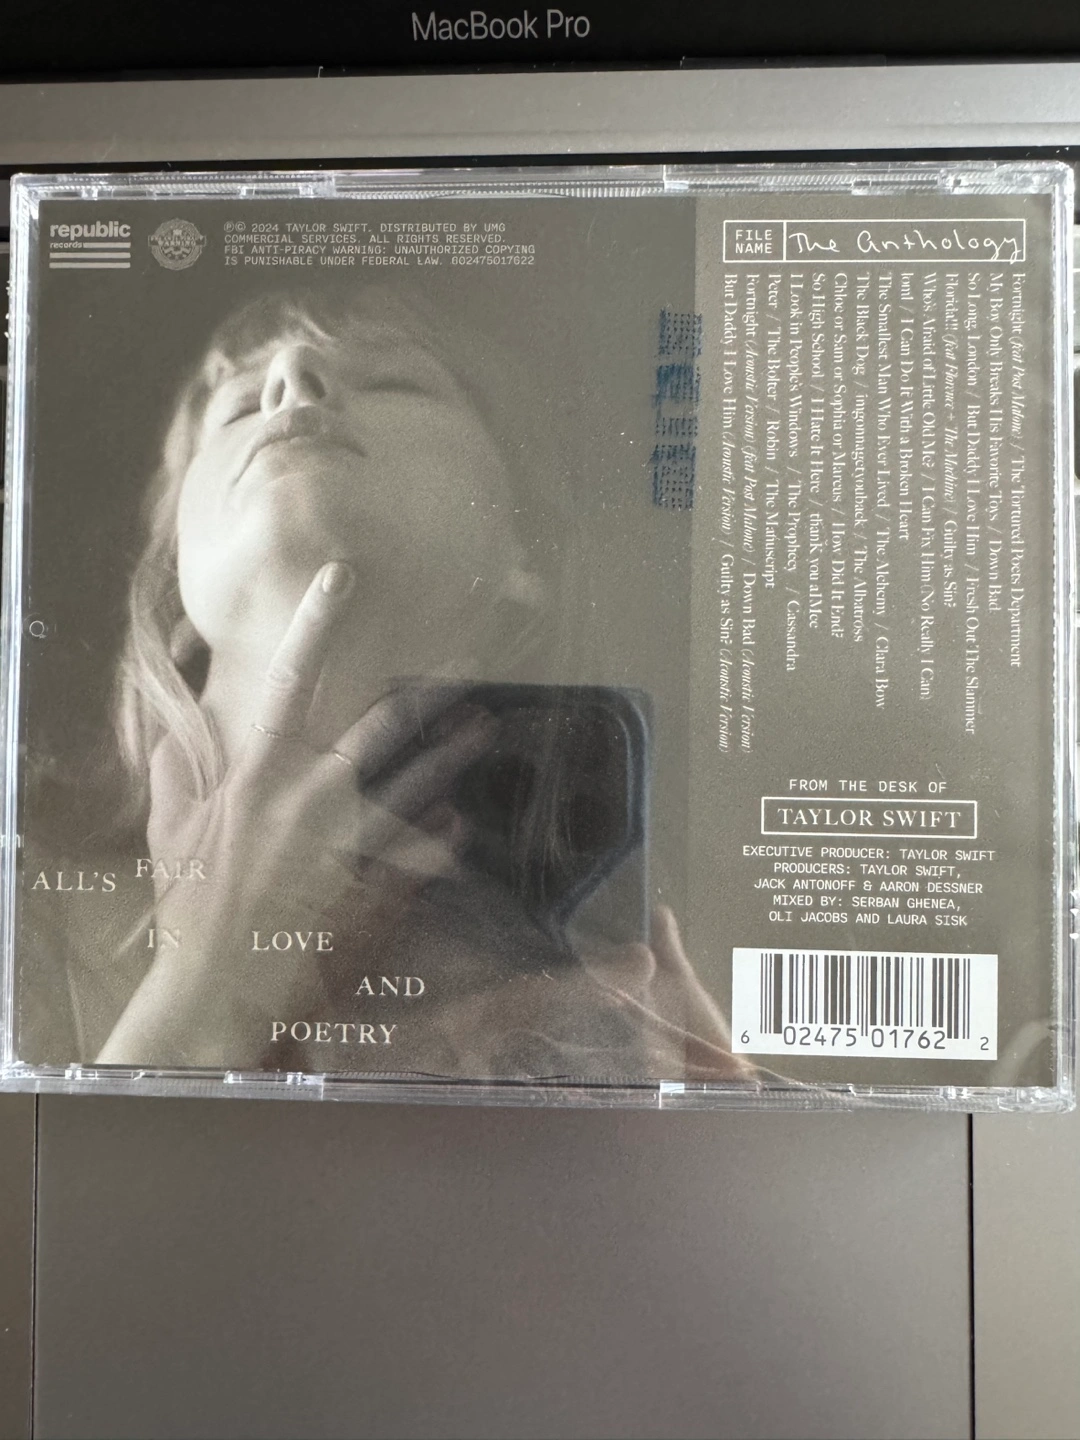 MacBook Pro
republic
records
℗© 2024 TAYLOR SWIFT. DISTRIBUTED BY UMG
COMMERCIAL SERVICES. ALL RIGHTS RESERVED.
FBI ANTI-PIRACY WARNING: UNAUTHORIZED COPYING
IS PUNISHABLE UNDER FEDERAL LAW. 602475017622
FILE
NAME
The Anthology
Fortnight (feat. Post Malone) / The Tortured Poets Department
My Boy Only Breaks His Favorite Toys / Down Bad
So Long, London / But Daddy I Love Him / Fresh Out The Slammer
Florida!!! (feat. Florence + The Machine) / Guilty as Sin?
Who's Afraid of Little Old Me? / I Can Fix Him (No Really I Can)
loml / I Can Do It With a Broken Heart
The Smallest Man Who Ever Lived / The Alchemy / Clara Bow
The Black Dog / imgonnagetyouback / The Albatross
Chloe or Sam or Sophia or Marcus / How Did It End?
So High School / I Hate It Here / thanK you aIMee
I Look in People's Windows / The Prophecy / Cassandra
Peter / The Bolter / Robin / The Manuscript
Fortnight (Acoustic Version) (feat. Post Malone) / Down Bad (Acoustic Version)
But Daddy I Love Him (Acoustic Version) / Guilty as Sin? (Acoustic Version)
FROM THE DESK OF
TAYLOR SWIFT
EXECUTIVE PRODUCER: TAYLOR SWIFT
PRODUCERS: TAYLOR SWIFT,
JACK ANTONOFF & AARON DESSNER
MIXED BY: SERBAN GHENEA,
OLI JACOBS AND LAURA SISK
ALL'S FAIR
IN LOVE
AND
POETRY
6 02475 01762 2